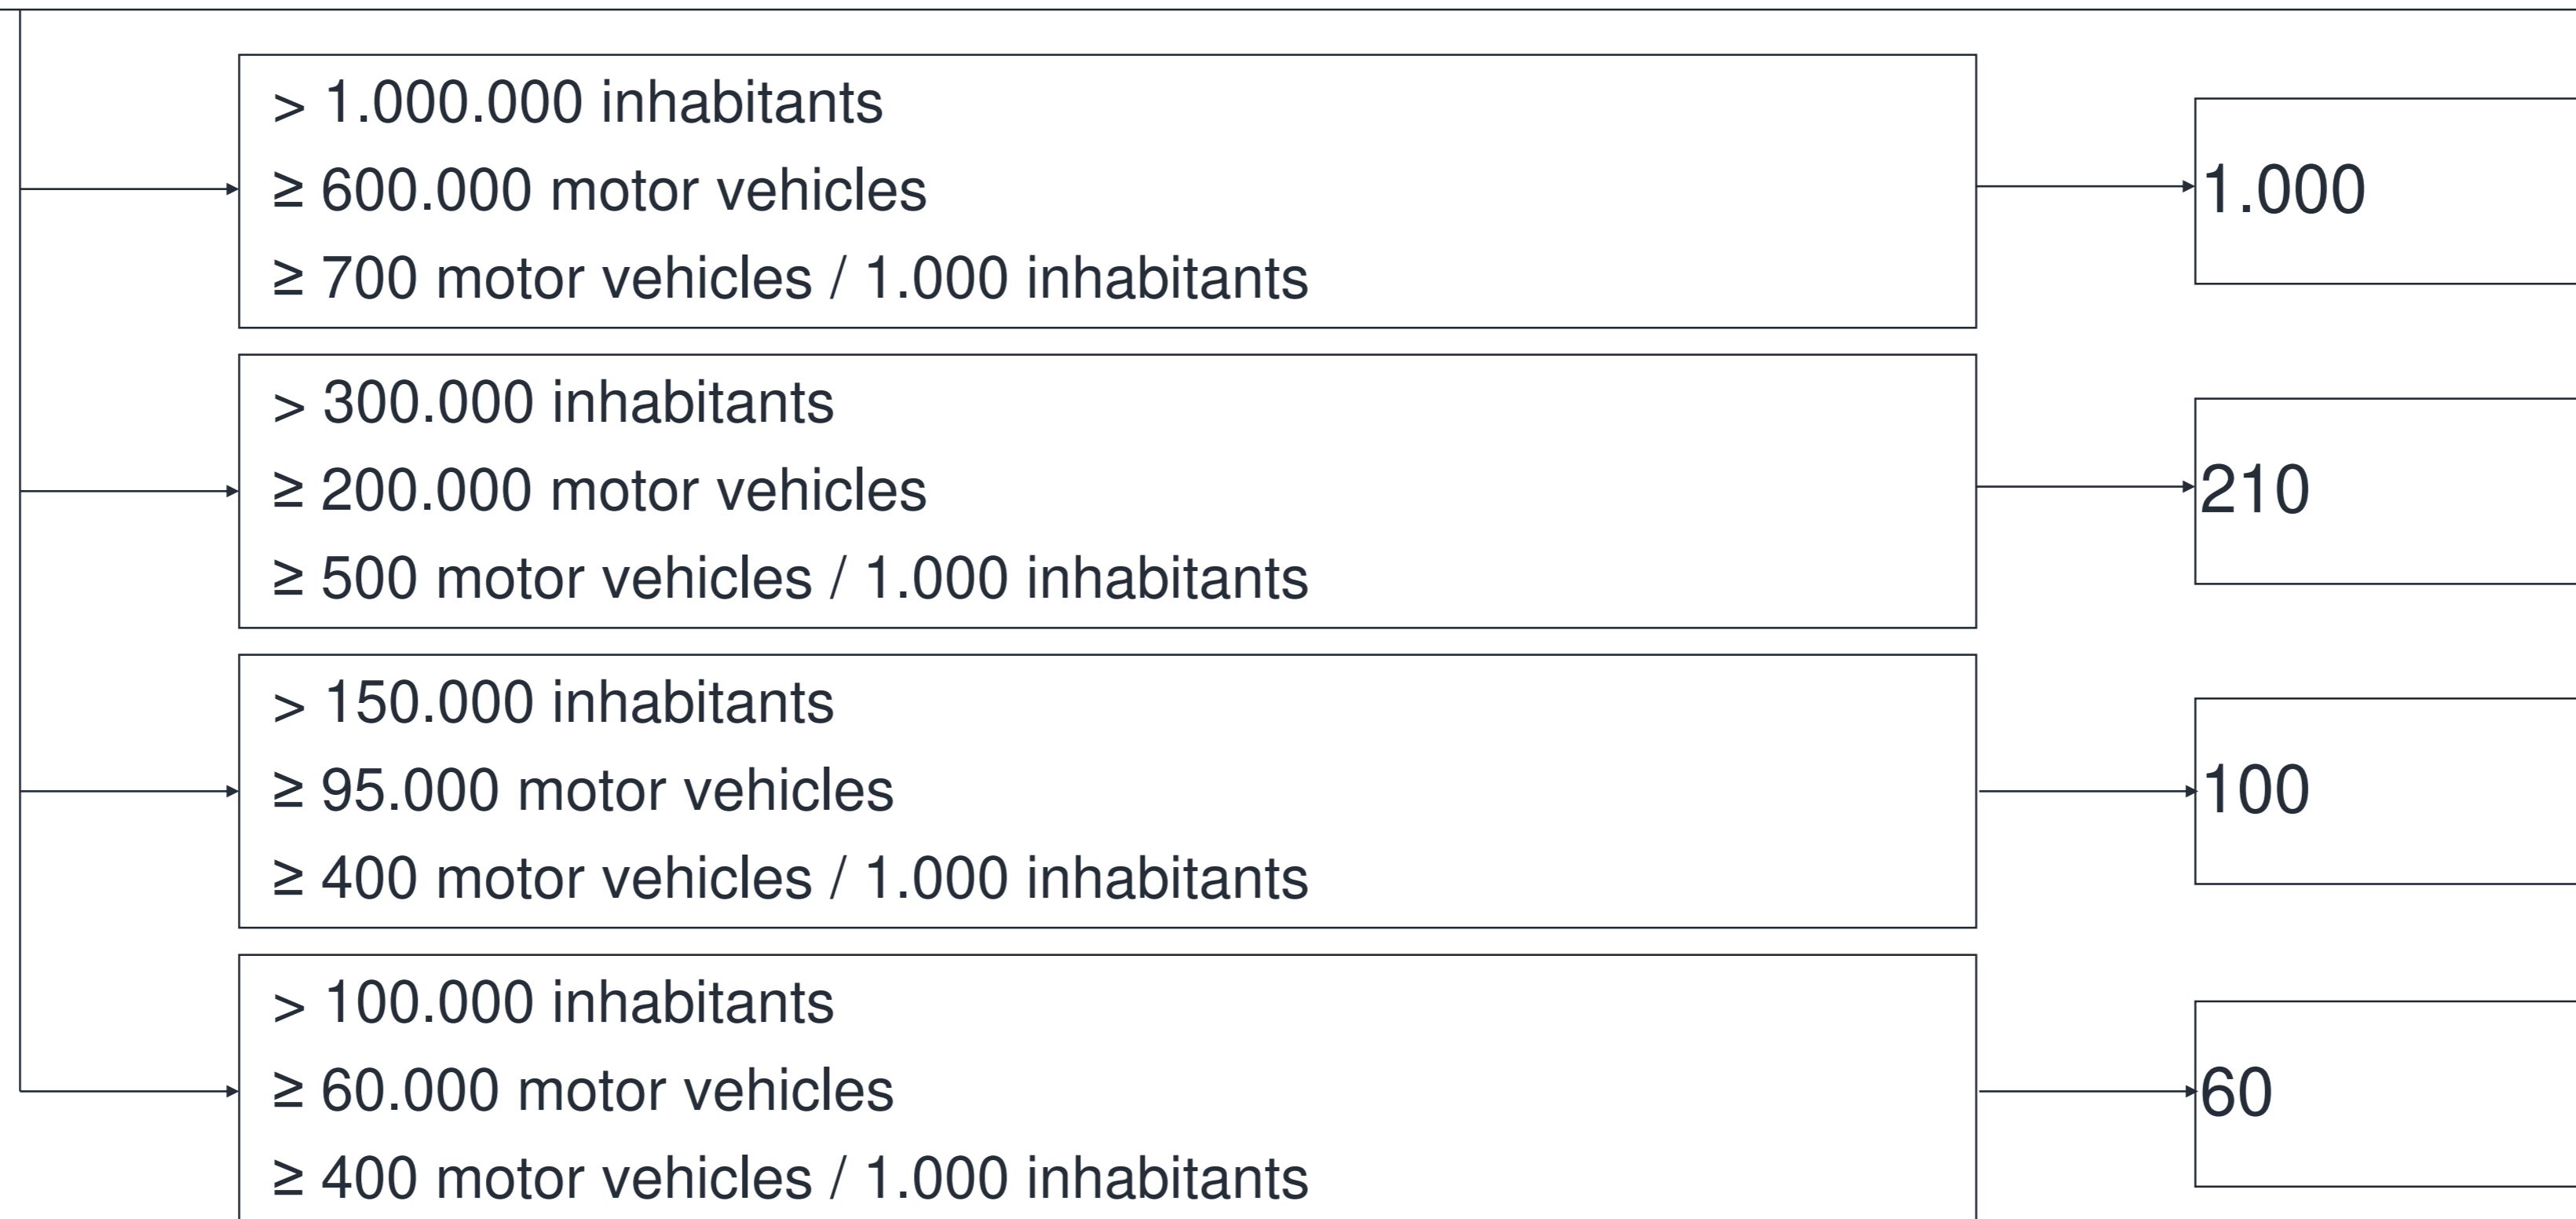 > 1.000.000 inhabitants
≥ 600.000 motor vehicles
≥ 700 motor vehicles / 1.000 inhabitants
1.000
> 300.000 inhabitants
≥ 200.000 motor vehicles
≥ 500 motor vehicles / 1.000 inhabitants
210
> 150.000 inhabitants
≥ 95.000 motor vehicles
≥ 400 motor vehicles / 1.000 inhabitants
100
> 100.000 inhabitants
≥ 60.000 motor vehicles
≥ 400 motor vehicles / 1.000 inhabitants
60